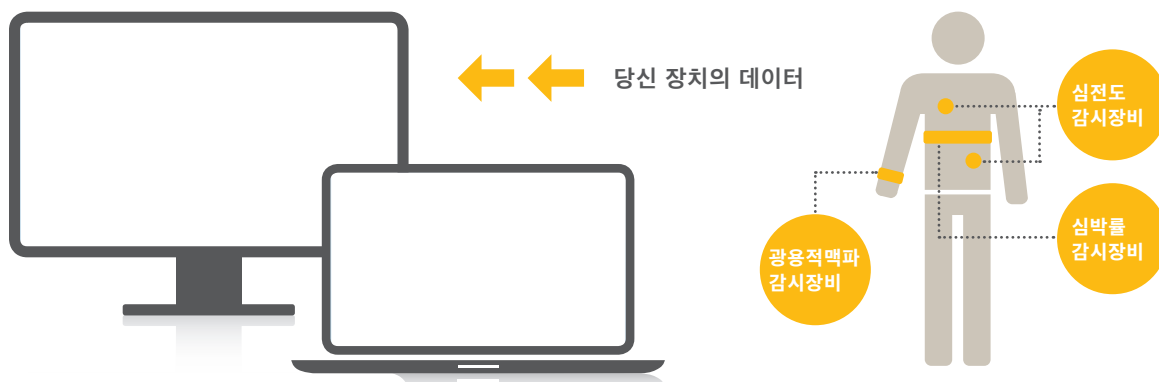 당신 장치의 데이터
심전도
감시장비
심박률
감시장비
광용적맥파
감시장비